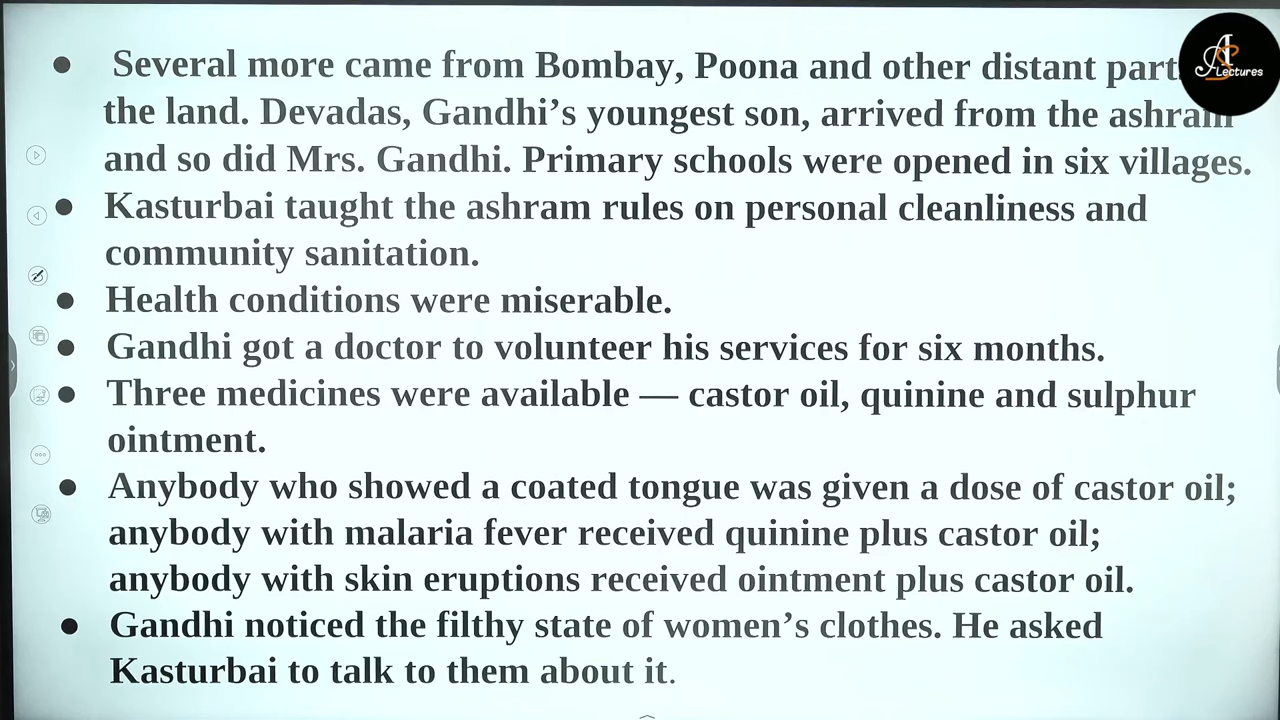 • Several more came from Bombay, Poona and other distant part
the land. Devadas, Gandhi’s youngest son, arrived from the ashram
and so did Mrs. Gandhi. Primary schools were opened in six villages.
• Kasturbai taught the ashram rules on personal cleanliness and
community sanitation.
• Health conditions were miserable.
• Gandhi got a doctor to volunteer his services for six months.
• Three medicines were available — castor oil, quinine and sulphur
ointment.
• Anybody who showed a coated tongue was given a dose of castor oil;
anybody with malaria fever received quinine plus castor oil;
anybody with skin eruptions received ointment plus castor oil.
• Gandhi noticed the filthy state of women’s clothes. He asked
Kasturbai to talk to them about it.
AS Lectures